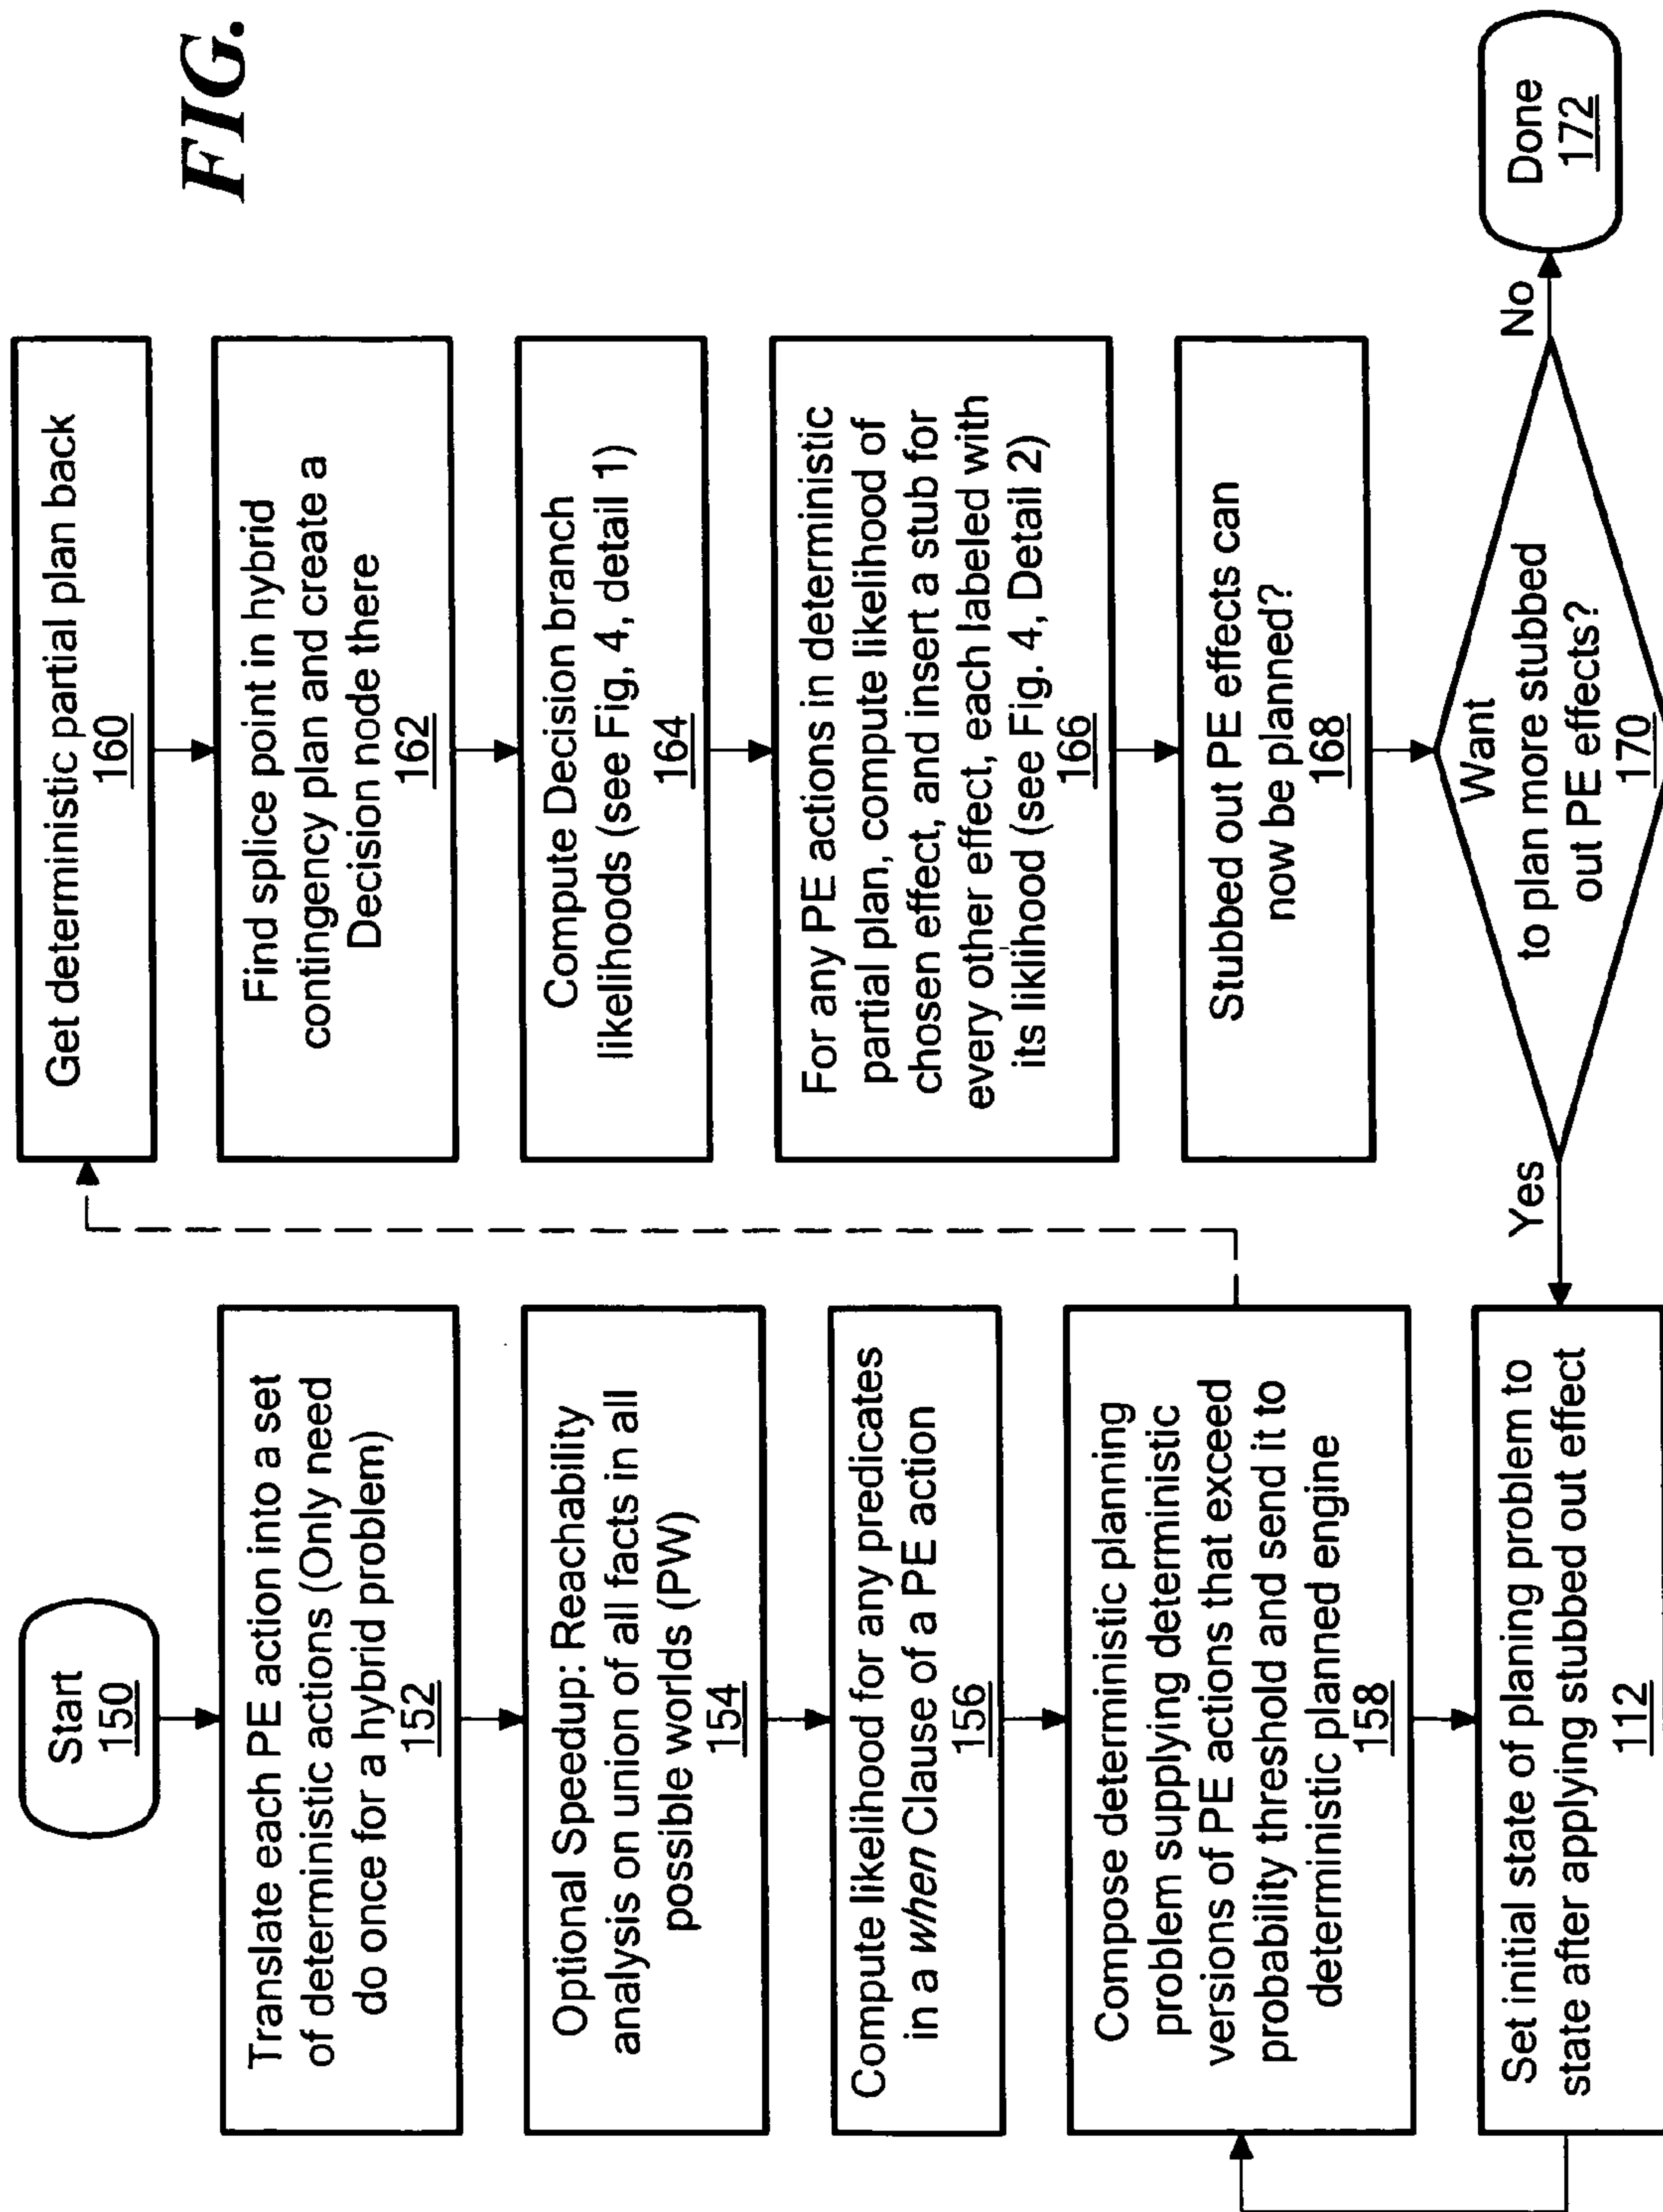 FIG.
Start
150
Translate each PE action into a set
of deterministic actions (Only need
do once for a hybrid problem)
152
Optional Speedup: Reachability
analysis on union of all facts in all
possible worlds (PW)
154
Compute likelihood for any predicates
in a when Clause of a PE action
156
Compose deterministic planning
problem supplying deterministic
versions of PE actions that exceed
probability threshold and send it to
deterministic planned engine
158
Set initial state of planing problem to
state after applying stubbed out effect
112
Get deterministic partial plan back
160
Find splice point in hybrid
contingency plan and create a
Decision node there
162
Compute Decision branch
likelihoods (see Fig, 4, detail 1)
164
For any PE actions in deterministic
partial plan, compute likelihood of
chosen effect, and insert a stub for
every other effect, each labeled with
its liklihood (see Fig. 4, Detail 2)
166
Stubbed out PE effects can
now be planned?
168
Want
to plan more stubbed
out PE effects?
170
Yes
No
Done
172